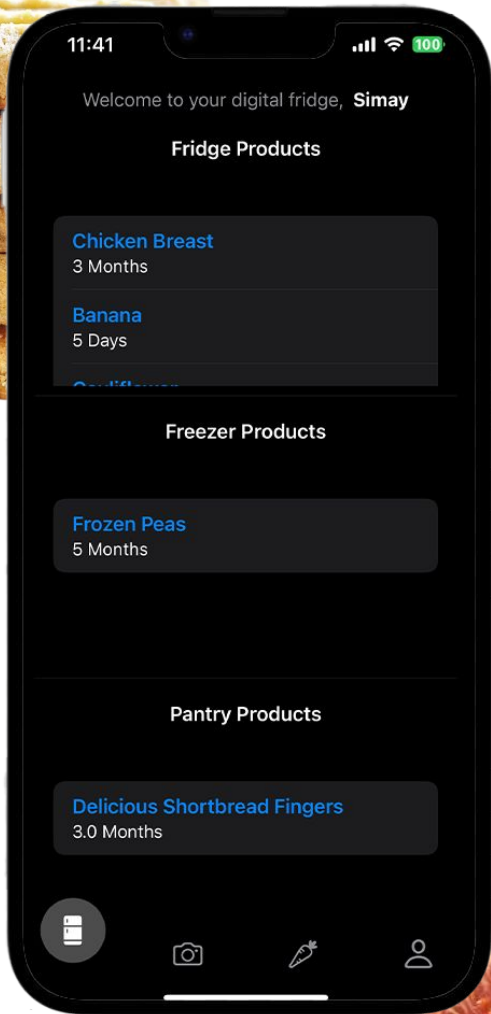 11:41
100
Welcome to your digital fridge, Simay
Fridge Products
Chicken Breast
3 Months
Banana
5 Days
Cauliflower
Freezer Products
Frozen Peas
5 Months
Pantry Products
Delicious Shortbread Fingers
3.0 Months